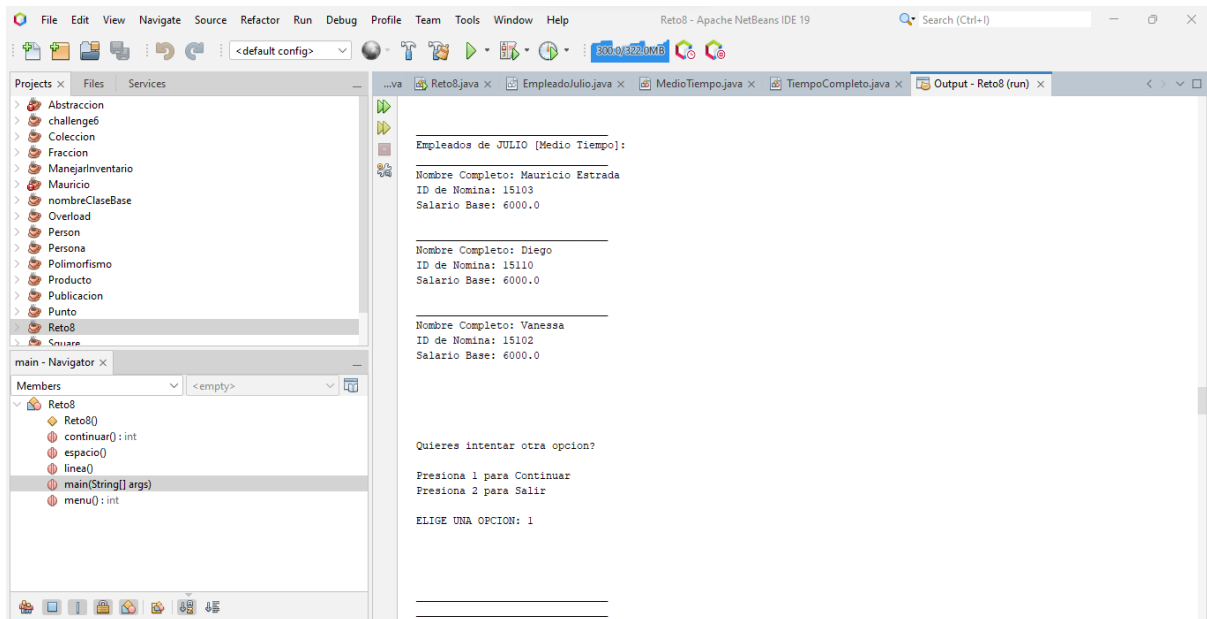 File Edit View Navigate Source Refactor Run Debug Profile Team Tools Window Help
Reto8 - Apache NetBeans IDE 19
Search (Ctrl+I)
<default config>
300.0/322.0MB
Projects
Files
Services
Abstraccion
challenge6
Coleccion
Fraccion
ManejarInventario
Mauricio
nombreClaseBase
Overload
Person
Persona
Polimorfismo
Producto
Publicacion
Punto
Reto8
Square
main - Navigator
Members
<empty>
Reto8
Reto8()
continuar() : int
espacio()
linea()
main(String[] args)
menu() : int
...va
Reto8.java
EmpleadoJulio.java
MedioTiempo.java
TiempoCompleto.java
Output - Reto8 (run)
Empleados de JULIO [Medio Tiempo]:
Nombre Completo: Mauricio Estrada
ID de Nomina: 15103
Salario Base: 6000.0
Nombre Completo: Diego
ID de Nomina: 15110
Salario Base: 6000.0
Nombre Completo: Vanessa
ID de Nomina: 15102
Salario Base: 6000.0
Quieres intentar otra opcion?
Presiona 1 para Continuar
Presiona 2 para Salir
ELIGE UNA OPCION: 1